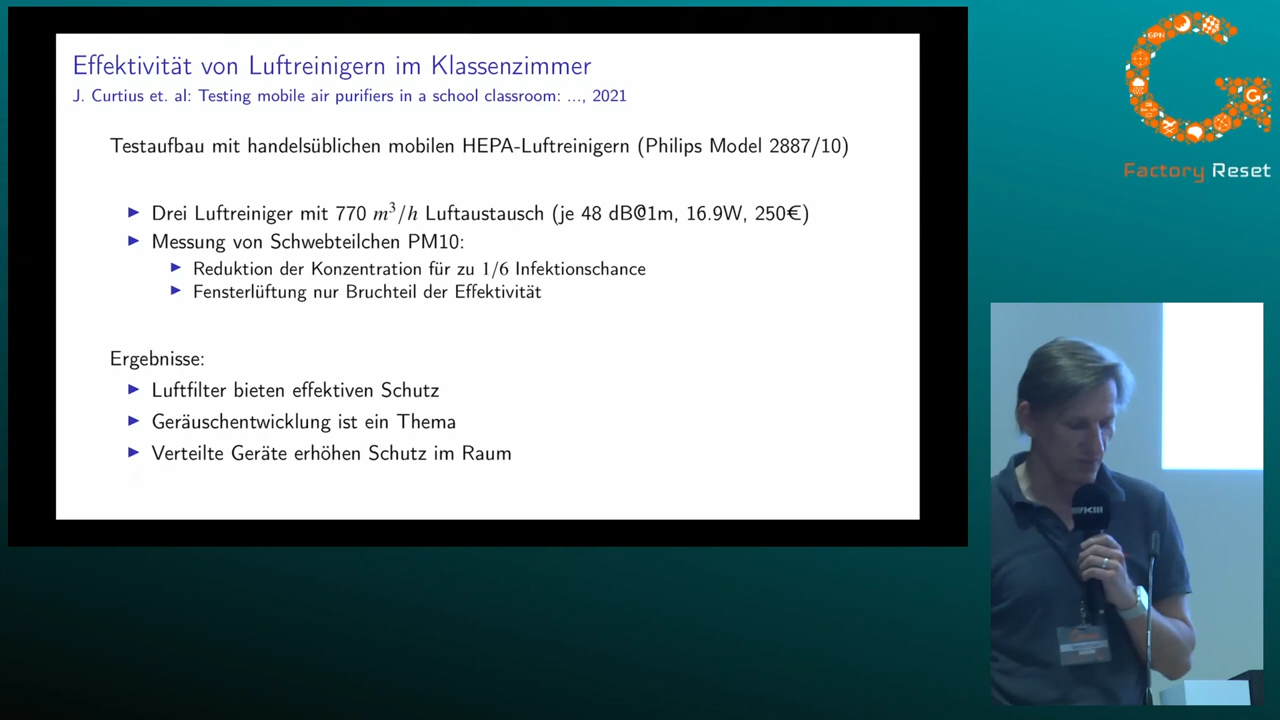 Effektivität von Luftreinigern im Klassenzimmer
J. Curtius et. al: Testing mobile air purifiers in a school classroom: ..., 2021
Testaufbau mit handelsüblichen mobilen HEPA-Luftreinigern (Philips Model 2887/10)
Drei Luftreiniger mit 770 m³/h Luftaustausch (je 48 dB@1m, 16.9W, 250€)
Messung von Schwebteilchen PM10:
Reduktion der Konzentration für zu 1/6 Infektionschance
Fensterlüftung nur Bruchteil der Effektivität
Ergebnisse:
Luftfilter bieten effektiven Schutz
Geräuschentwicklung ist ein Thema
Verteilte Geräte erhöhen Schutz im Raum
GPN
Factory Reset